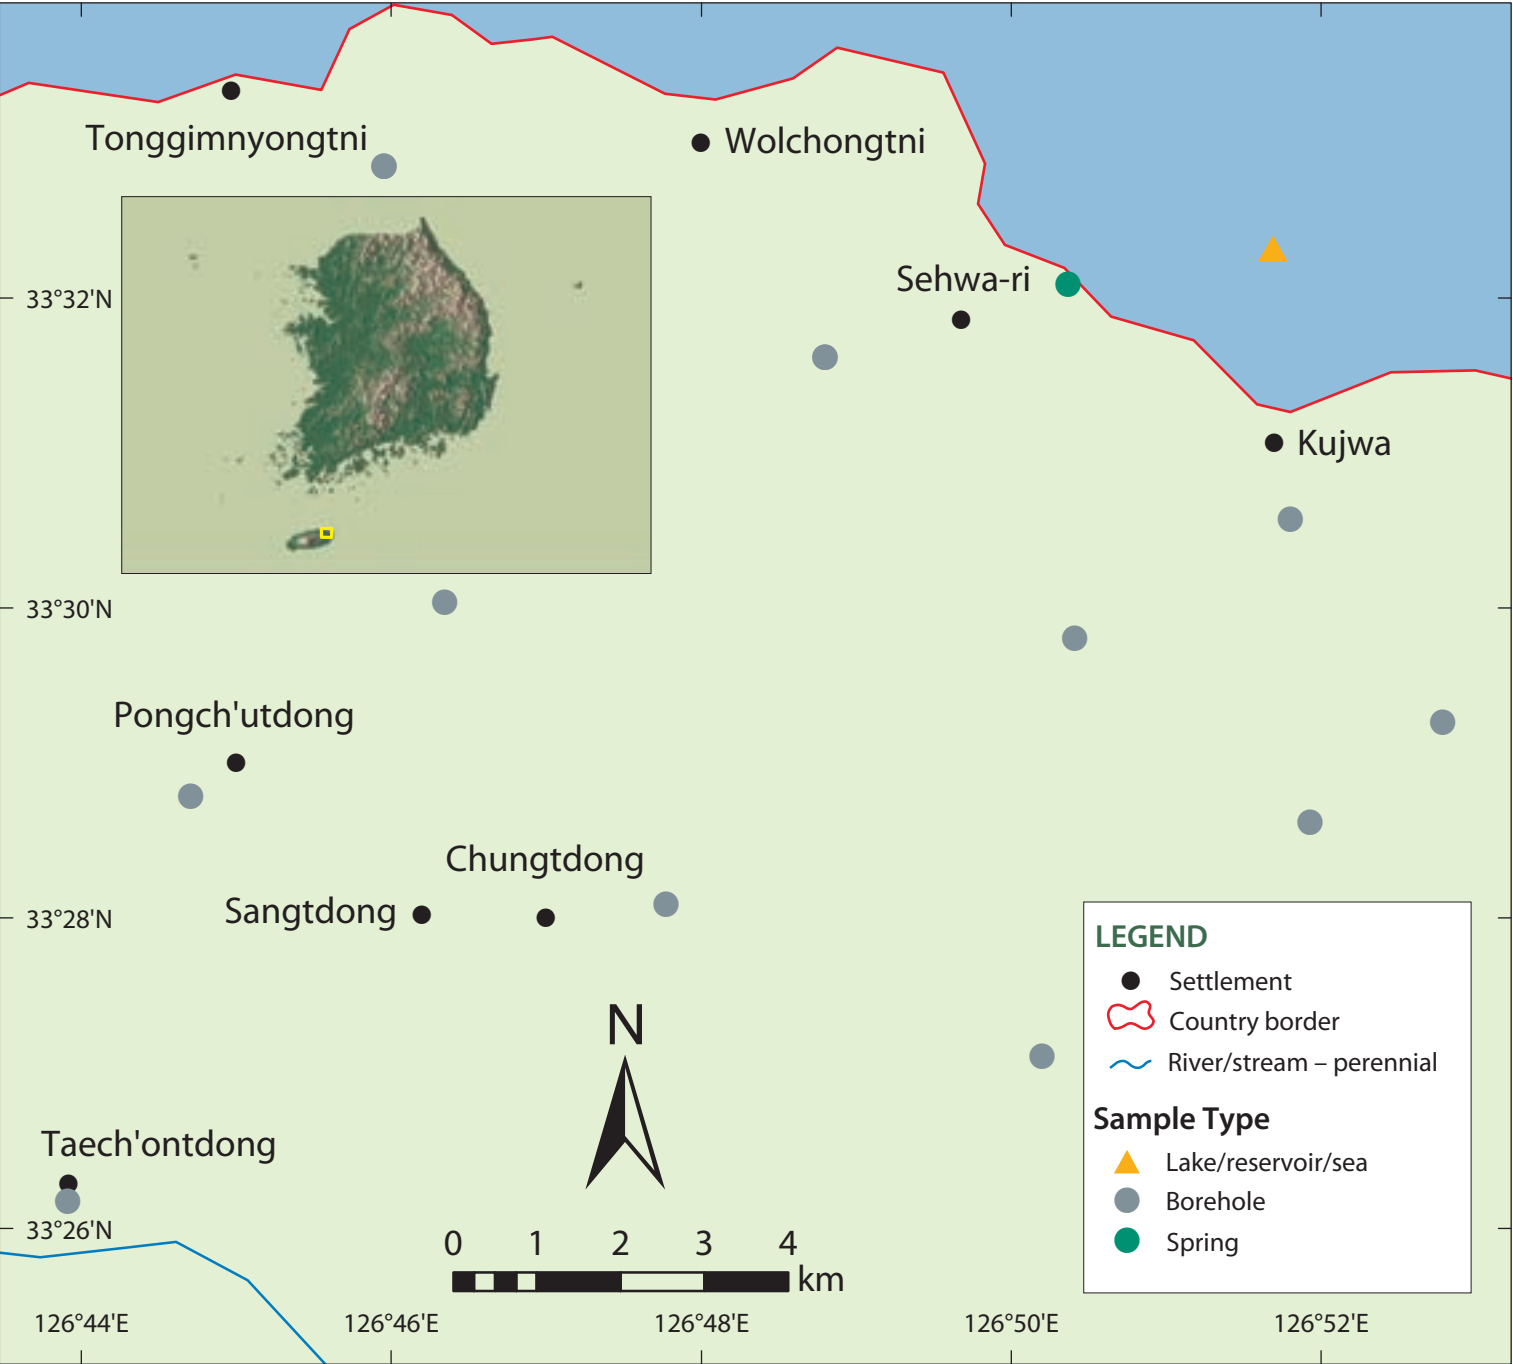 Tonggimnyongtni
Wolchongtni
Sehwa-ri
33°32'N
Kujwa
33°30'N
Pongch'utdong
Chungtdong
Sangtdong
33°28'N
LEGEND
Settlement
Country border
River/stream – perennial
Sample Type
Lake/reservoir/sea
Borehole
Spring
N
Taech'ontdong
33°26'N
0 1 2 3 4
km
126°44'E 126°46'E 126°48'E 126°50'E 126°52'E